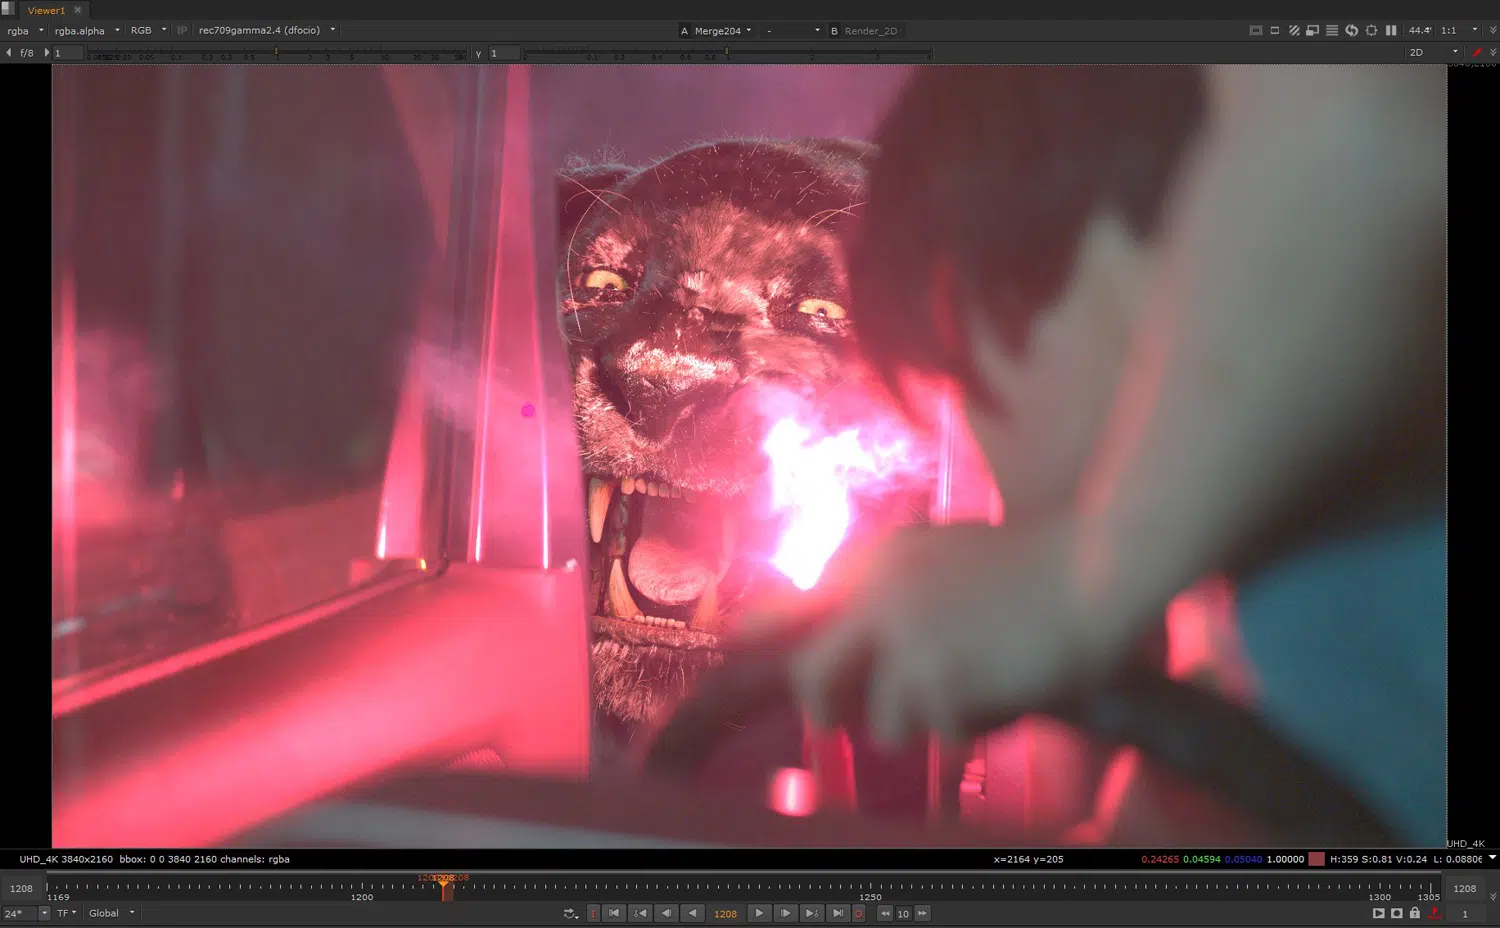 Viewer1
rgba rgba.alpha RGB IP rec709gamma2.4 (dfocio) A Merge204 - B Render_2D 44.4 1:1
f/8 1 γ 1 2D
UHD_4K
UHD_4K 3840x2160 bbox: 0 0 3840 2160 channels: rgba x=2164 y=205 0.24265 0.04594 0.05040 1.00000 H:359 S:0.81 V:0.24 L: 0.08806
1208 1169 1200 1208 1250 1300 1305 1208
24* TF Global 1208 10 1